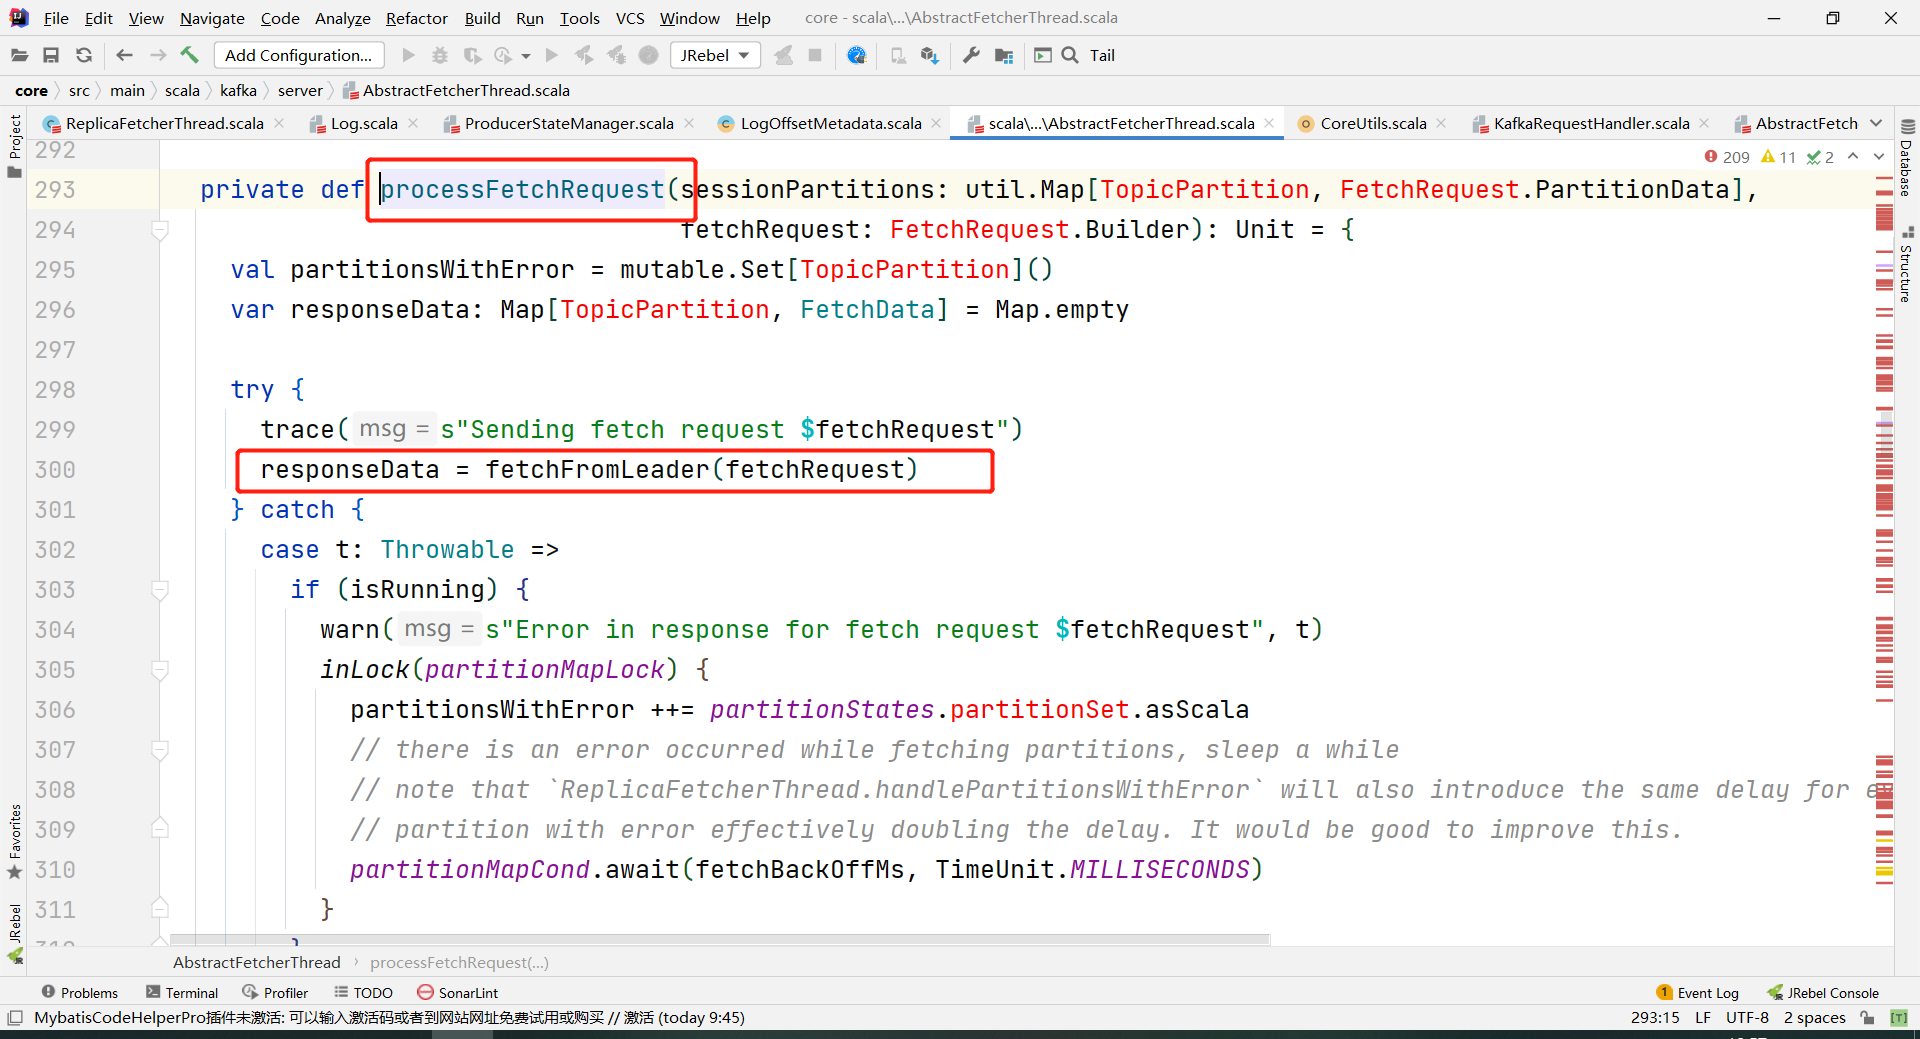 File Edit View Navigate Code Analyze Refactor Build Run Tools VCS Window Help core - scala\...\AbstractFetcherThread.scala
Add Configuration... JRebel Tail
core src main scala kafka server AbstractFetcherThread.scala
ReplicaFetcherThread.scala Log.scala ProducerStateManager.scala LogOffsetMetadata.scala scala\...\AbstractFetcherThread.scala CoreUtils.scala KafkaRequestHandler.scala AbstractFetch
Project
Favorites
JRebel
Database
Structure
209 11 2
292
293 private def processFetchRequest(sessionPartitions: util.Map[TopicPartition, FetchRequest.PartitionData],
294 fetchRequest: FetchRequest.Builder): Unit = {
295 val partitionsWithError = mutable.Set[TopicPartition]()
296 var responseData: Map[TopicPartition, FetchData] = Map.empty
297
298 try {
299 trace( msg = s"Sending fetch request $fetchRequest")
300 responseData = fetchFromLeader(fetchRequest)
301 } catch {
302 case t: Throwable =>
303 if (isRunning) {
304 warn( msg = s"Error in response for fetch request $fetchRequest", t)
305 inLock(partitionMapLock) {
306 partitionsWithError ++= partitionStates.partitionSet.asScala
307 // there is an error occurred while fetching partitions, sleep a while
308 // note that `ReplicaFetcherThread.handlePartitionsWithError` will also introduce the same delay for ev
309 // partition with error effectively doubling the delay. It would be good to improve this.
310 partitionMapCond.await(fetchBackOffMs, TimeUnit.MILLISECONDS)
311 }
AbstractFetcherThread processFetchRequest(...)
Problems Terminal Profiler TODO SonarLint 1 Event Log JRebel Console
MybatisCodeHelperPro插件未激活: 可以输入激活码或者到网站网址免费试用或购买 // 激活 (today 9:45) 293:15 LF UTF-8 2 spaces [T]